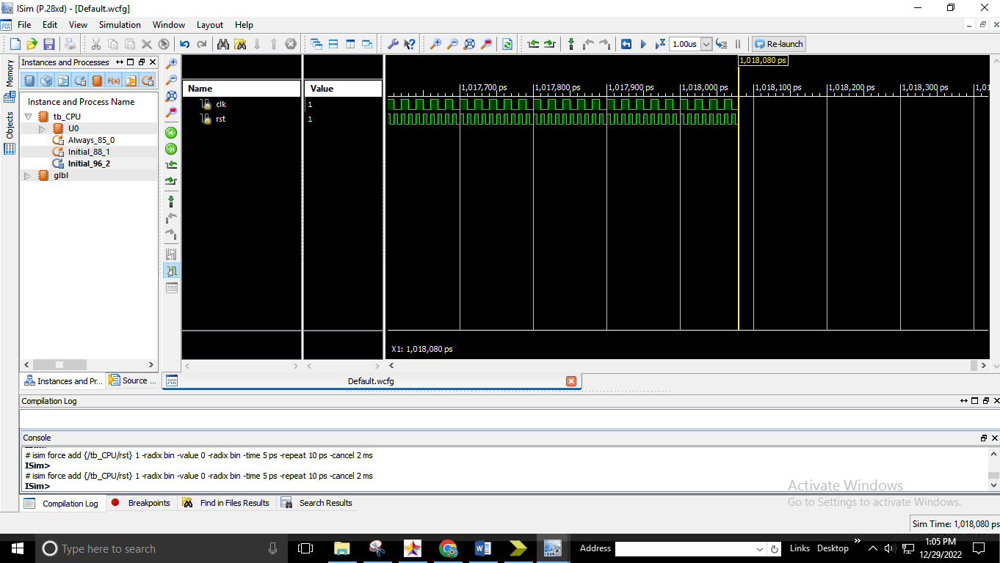 ISim (P.28xd) - [Default.wcfg]
File Edit View Simulation Window Layout Help
1.00us Re-launch
Memory
Objects
Instances and Processes
F(x)
Instance and Process Name
tb_CPU
U0
Always_85_0
Initial_88_1
Initial_96_2
glbl
Instances and Pr... Source ...
Name Value
clk 1
rst 1
1,018,080 ps
1,017,700 ps 1,017,800 ps 1,017,900 ps 1,018,000 ps 1,018,100 ps 1,018,200 ps 1,018,300 ps 1,01
X1: 1,018,080 ps
Default.wcfg
Compilation Log
Console
# isim force add {/tb_CPU/rst} 1 -radix bin -value 0 -radix bin -time 5 ps -repeat 10 ps -cancel 2 ms
ISim>
# isim force add {/tb_CPU/rst} 1 -radix bin -value 0 -radix bin -time 5 ps -repeat 10 ps -cancel 2 ms
ISim>
Activate Windows
Go to Settings to activate Windows.
Compilation Log Breakpoints Find in Files Results Search Results
Sim Time: 1,018,080 ps
Type here to search
Address
Links Desktop
1:05 PM
12/29/2022